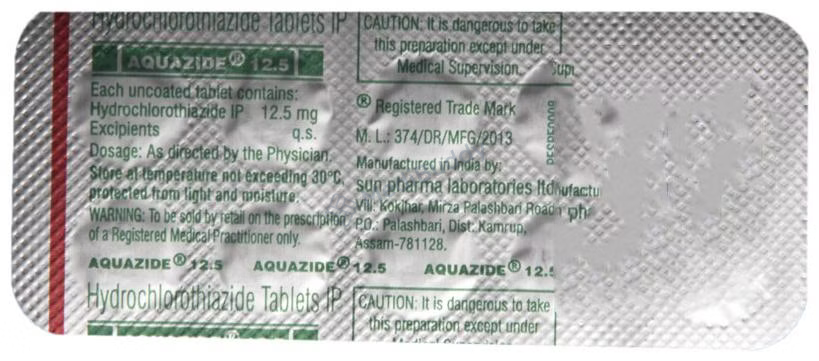 Hydrochlorothiazide Tablets IP
AQUAZIDE® 12.5
Each uncoated tablet contains:
Hydrochlorothiazide IP 12.5 mg
Excipients q.s.
Dosage: As directed by the Physician.
Store at temperature not exceeding 30°C,
protected from light and moisture.
WARNING: To be sold by retail on the prescription
of a Registered Medical Practitioner only.
CAUTION: It is dangerous to take
this preparation except under
Medical Supervision.
® Registered Trade Mark
M. L.: 374/DR/MFG/2013
Manufactured in India by:
sun pharma laboratories ltd
Vill: Kokjhar, Mirza Palashbari Road
P.O.: Palashbari, Dist: Kamrup,
Assam-781128.
AQUAZIDE® 12.5 AQUAZIDE® 12.5 AQUAZIDE® 12.5
Hydrochlorothiazide Tablets IP
CAUTION: It is dangerous to take
this preparation except under